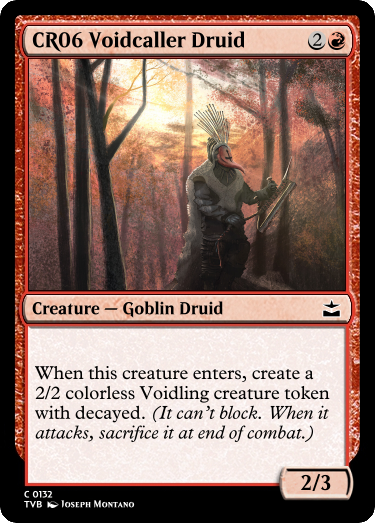 CR06 Voidcaller Druid 2
Creature — Goblin Druid
When this creature enters, create a
2/2 colorless Voidling creature token
with decayed. (It can't block. When it
attacks, sacrifice it at end of combat.)
2/3
C 0132
TVB Joseph Montano